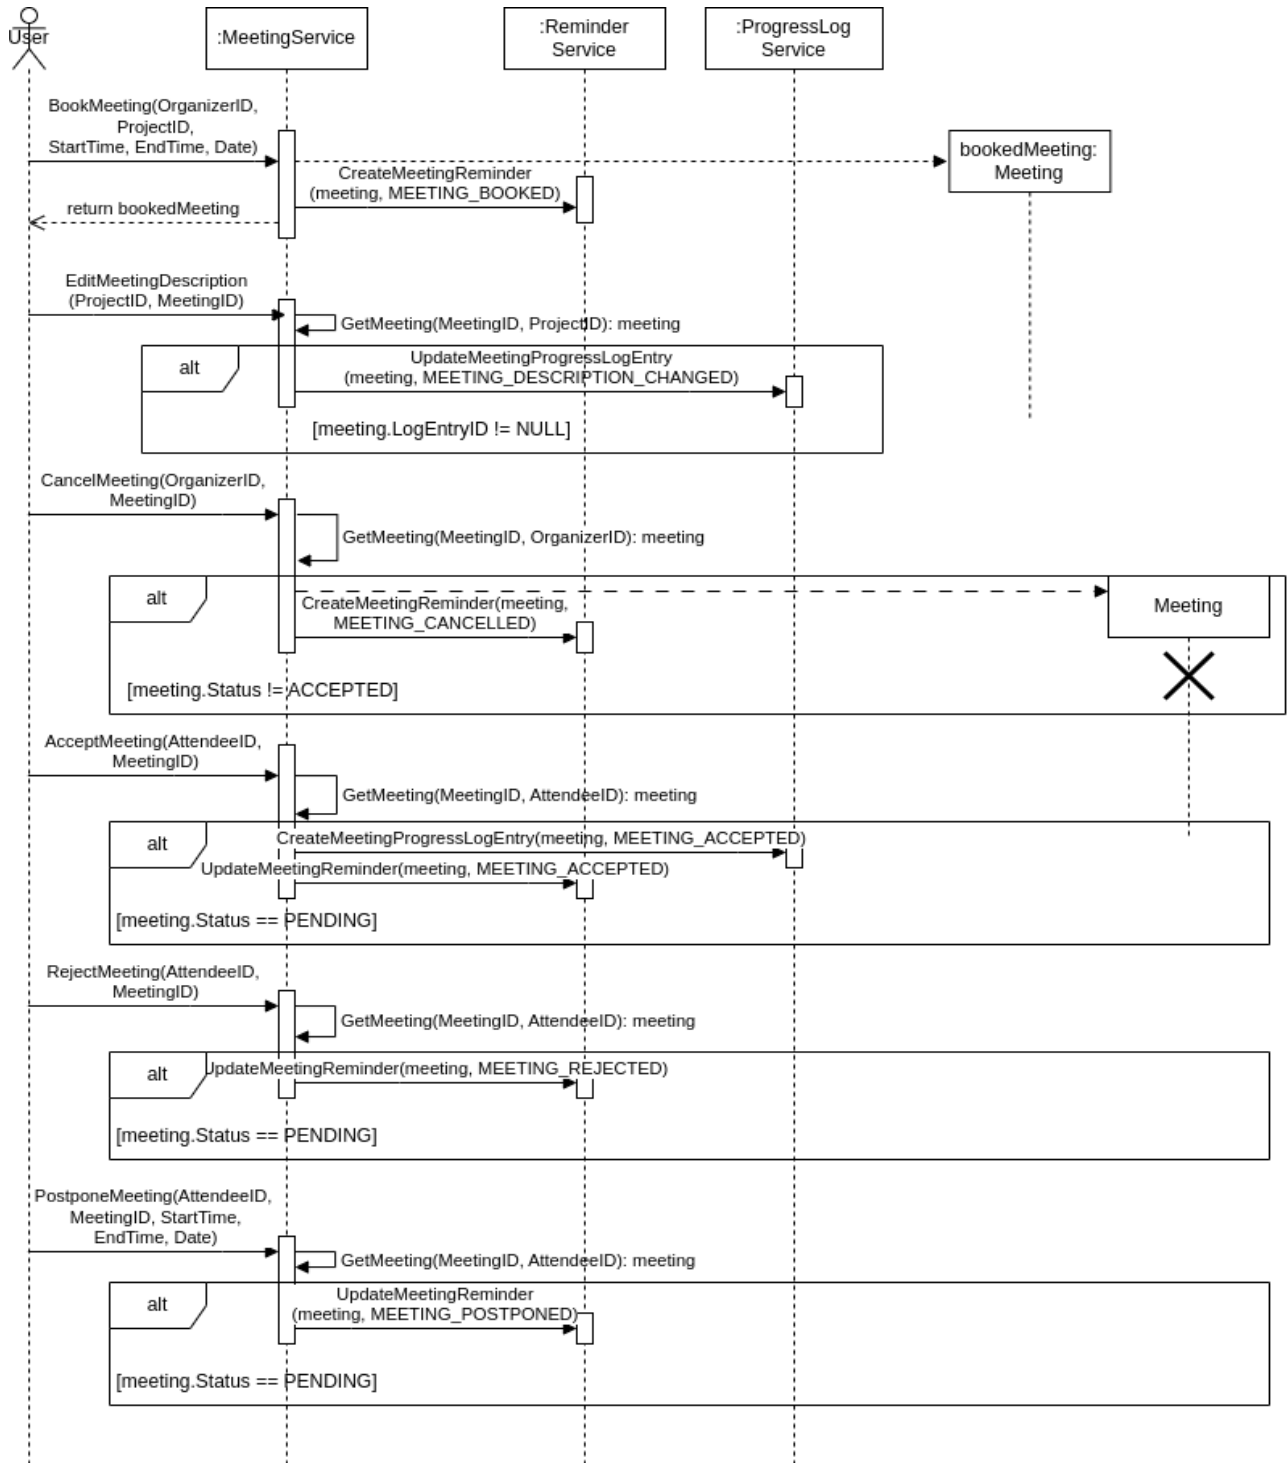 User
:MeetingService
:Reminder
Service
:ProgressLog
Service
BookMeeting(OrganizerID,
ProjectID,
StartTime, EndTime, Date)
bookedMeeting:
Meeting
CreateMeetingReminder
(meeting, MEETING_BOOKED)
return bookedMeeting
EditMeetingDescription
(ProjectID, MeetingID)
GetMeeting(MeetingID, ProjectID): meeting
alt
UpdateMeetingProgressLogEntry
(meeting, MEETING_DESCRIPTION_CHANGED)
[meeting.LogEntryID != NULL]
CancelMeeting(OrganizerID,
MeetingID)
GetMeeting(MeetingID, OrganizerID): meeting
alt
CreateMeetingReminder(meeting,
MEETING_CANCELLED)
Meeting
[meeting.Status != ACCEPTED]
AcceptMeeting(AttendeeID,
MeetingID)
GetMeeting(MeetingID, AttendeeID): meeting
alt
CreateMeetingProgressLogEntry(meeting, MEETING_ACCEPTED)
UpdateMeetingReminder(meeting, MEETING_ACCEPTED)
[meeting.Status == PENDING]
RejectMeeting(AttendeeID,
MeetingID)
GetMeeting(MeetingID, AttendeeID): meeting
alt
UpdateMeetingReminder(meeting, MEETING_REJECTED)
[meeting.Status == PENDING]
PostponeMeeting(AttendeeID,
MeetingID, StartTime,
EndTime, Date)
GetMeeting(MeetingID, AttendeeID): meeting
alt
UpdateMeetingReminder
(meeting, MEETING_POSTPONED)
[meeting.Status == PENDING]